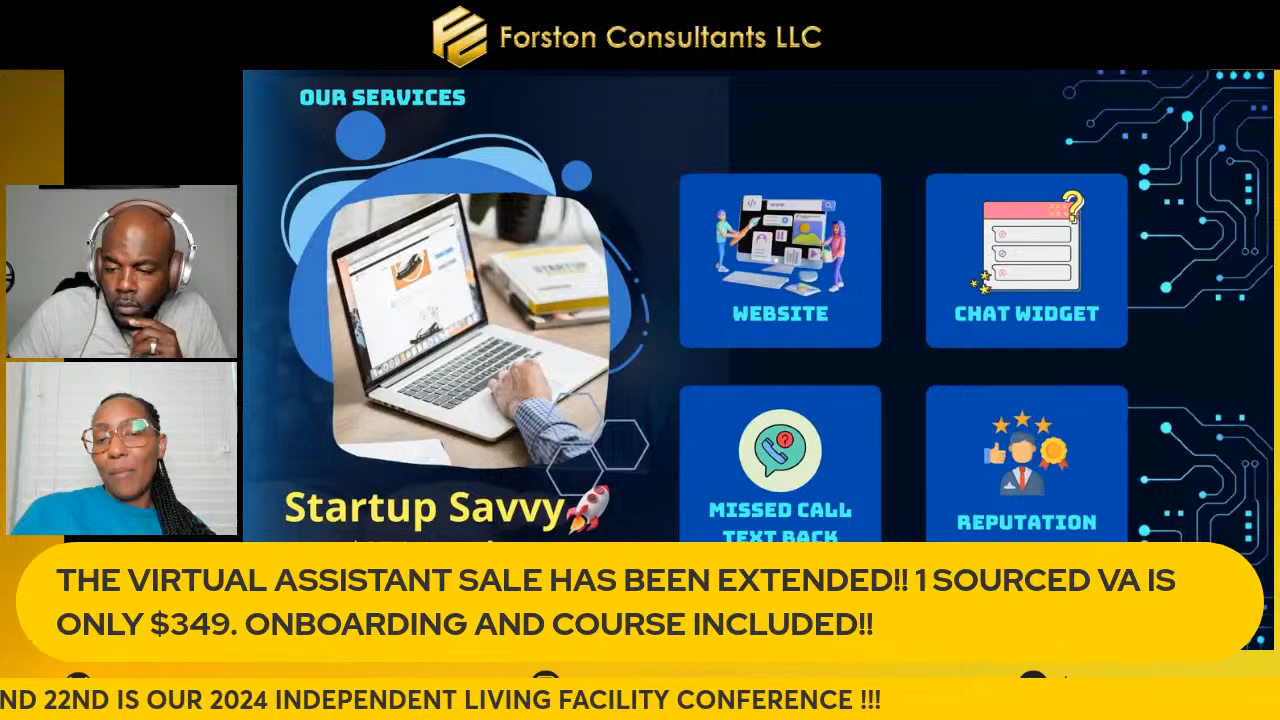 Forston Consultants LLC
OUR SERVICES
WEBSITE
CHAT WIDGET
Startup Savvy
MISSED CALL
TEXT BACK
REPUTATION
THE VIRTUAL ASSISTANT SALE HAS BEEN EXTENDED!! 1 SOURCED VA IS
ONLY $349. ONBOARDING AND COURSE INCLUDED!!
ND 22ND IS OUR 2024 INDEPENDENT LIVING FACILITY CONFERENCE !!!